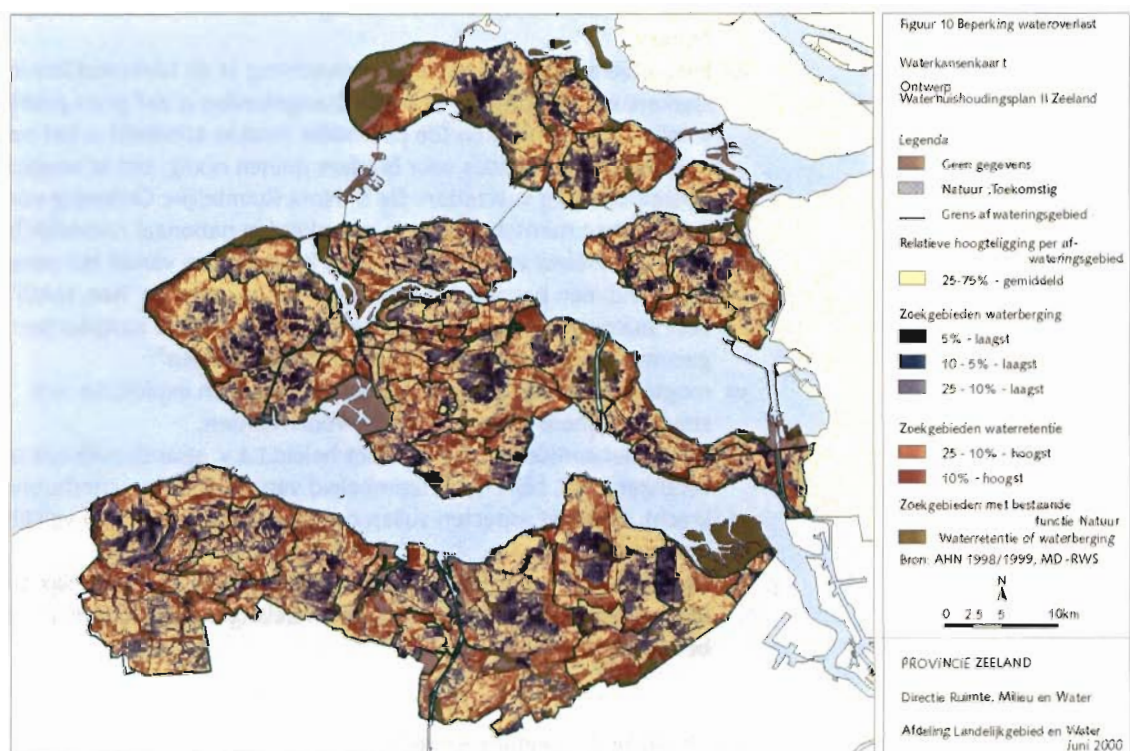 Figuur 10 Beperking wateroverlast
Waterkansenkaart
Ontwerp
Waterhuishoudingsplan II Zeeland
Legenda
Geen gegevens
Natuur ,Toekomstig
Grens afwateringsgebied
Relatieve hoogteligging per af-
wateringsgebied
25-75% - gemiddeld
Zoekgebieden waterberging
5% - laagst
10 - 5% - laagst
25 - 10% - laagst
Zoekgebieden waterretentie
25 - 10% - hoogst
10% - hoogst
Zoekgebieden met bestaande
functie Natuur
Waterretentie of waterberging
Bron: AHN 1998/1999, MD-RWS
N
0 2.5 5 10km
PROVINCIE ZEELAND
Directie Ruimte, Milieu en Water
Afdeling Landelijkgebied en Water
Juni 2000